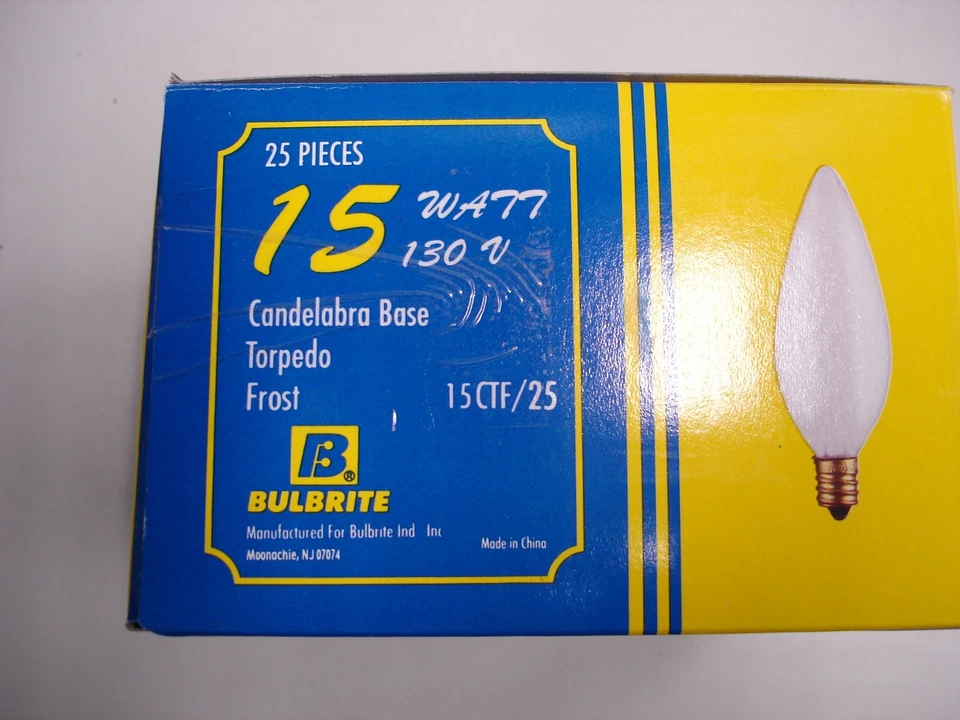 25 PIECES
15 WATT
130 V
Candelabra Base
Torpedo
Frost 15CTF/25
B®
BULBRITE
Manufactured For Bulbrite Ind Inc
Moonachie, NJ 07074
Made in China